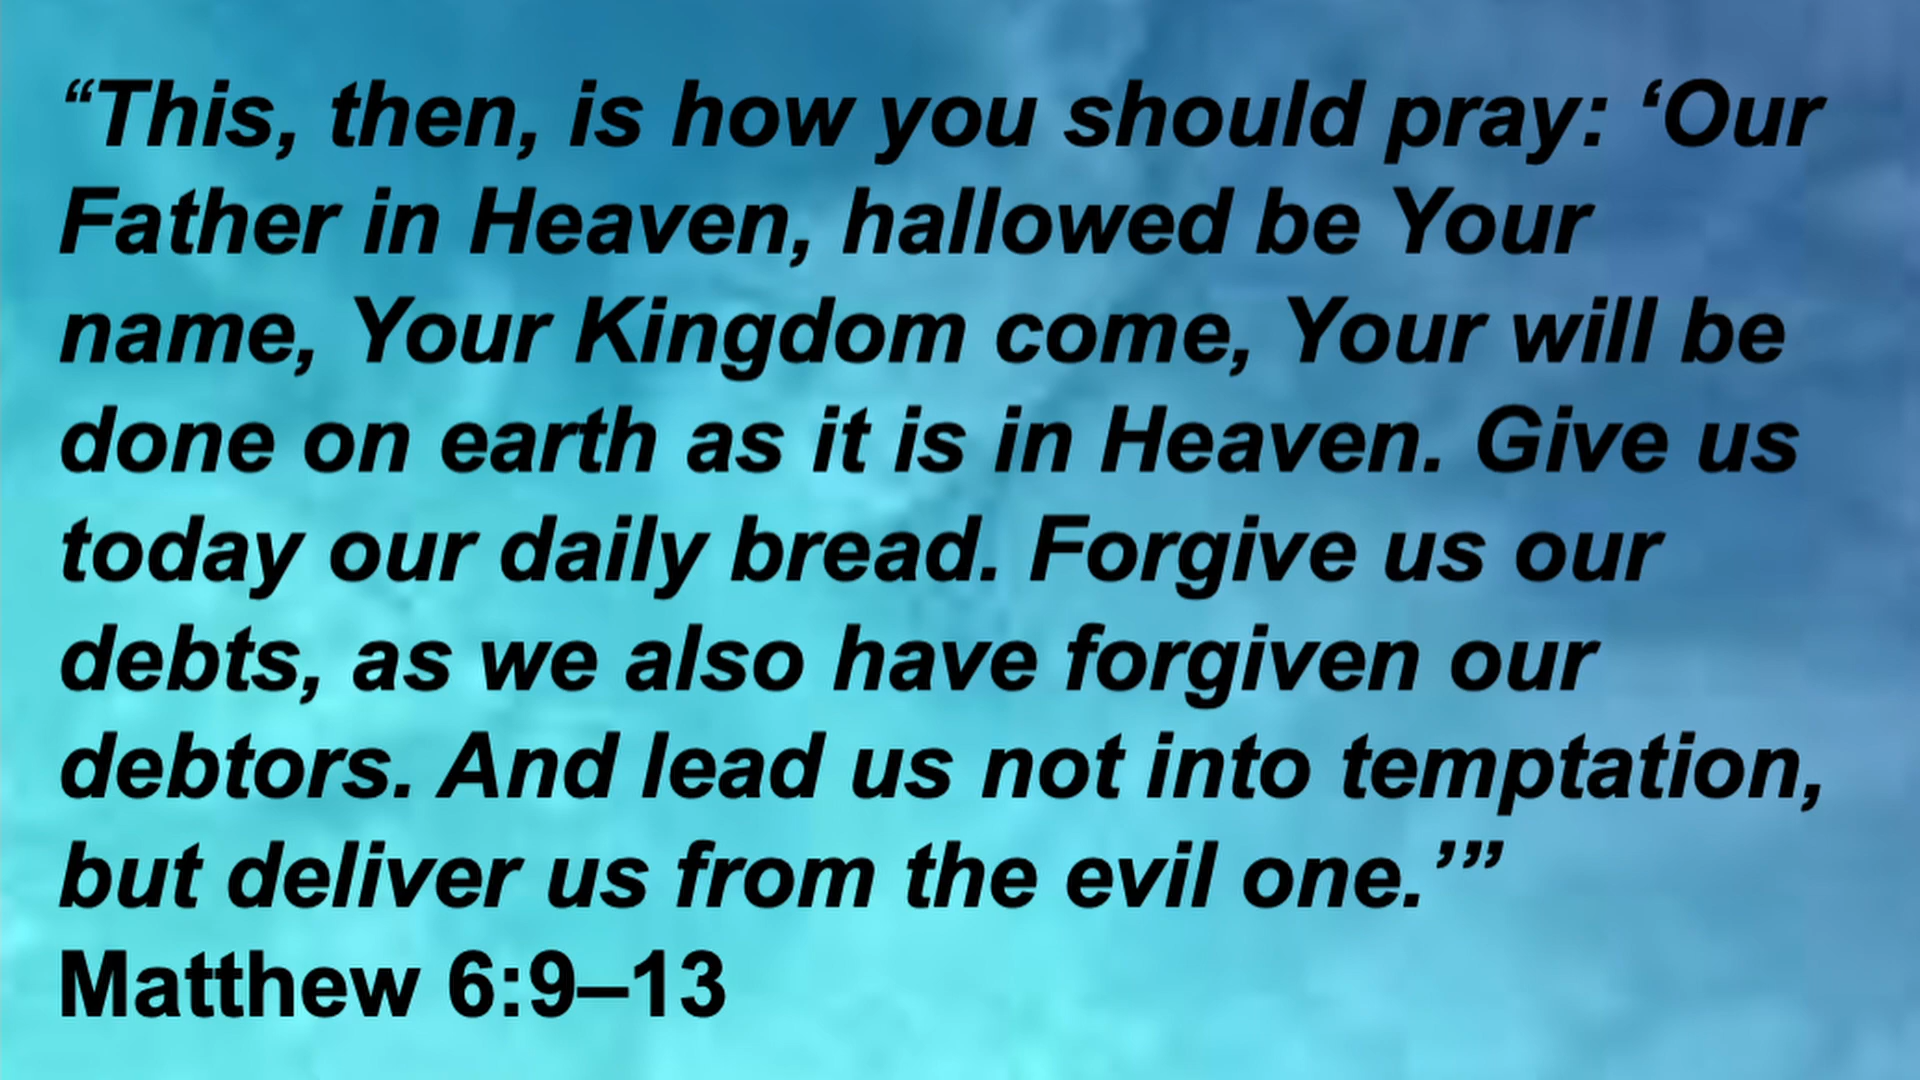 “This, then, is how you should pray: ‘Our
Father in Heaven, hallowed be Your
name, Your Kingdom come, Your will be
done on earth as it is in Heaven. Give us
today our daily bread. Forgive us our
debts, as we also have forgiven our
debtors. And lead us not into temptation,
but deliver us from the evil one.’”
Matthew 6:9–13